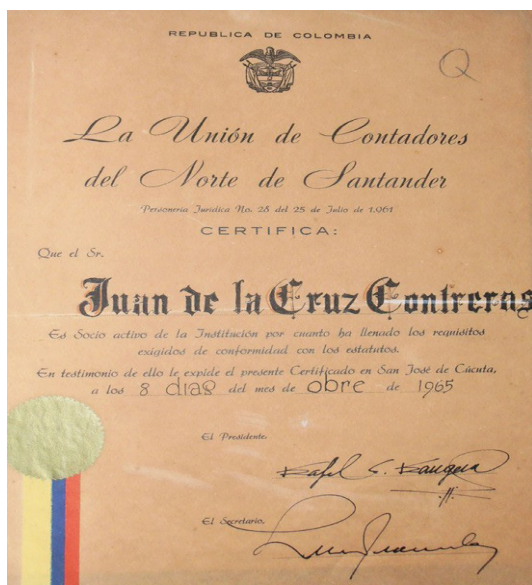 REPUBLICA DE COLOMBIA
Q
La Unión de Contadores
del Norte de Santander
Personería Jurídica No. 28 del 25 de Julio de 1,961
CERTIFICA:
Que el Sr.
Juan de la Cruz Contreras
Es Socio activo de la Institución por cuanto ha llenado los requisitos
exigidos de conformidad con los estatutos.
En testimonio de ello le expide el presente Certificado en San José de Cúcuta,
a los 8 dias del mes de obre de 1965
El Presidente,
El Secretario,